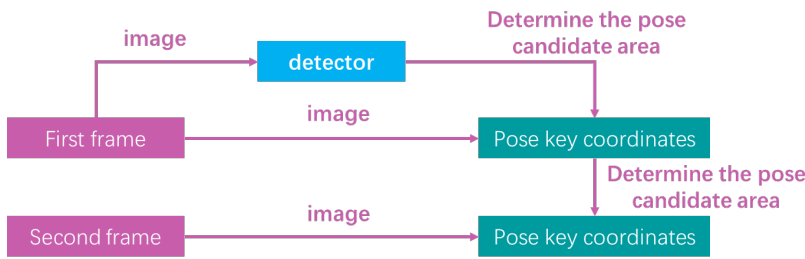 image
detector
Determine the pose
candidate area
First frame
image
Pose key coordinates
Determine the pose
candidate area
Second frame
image
Pose key coordinates